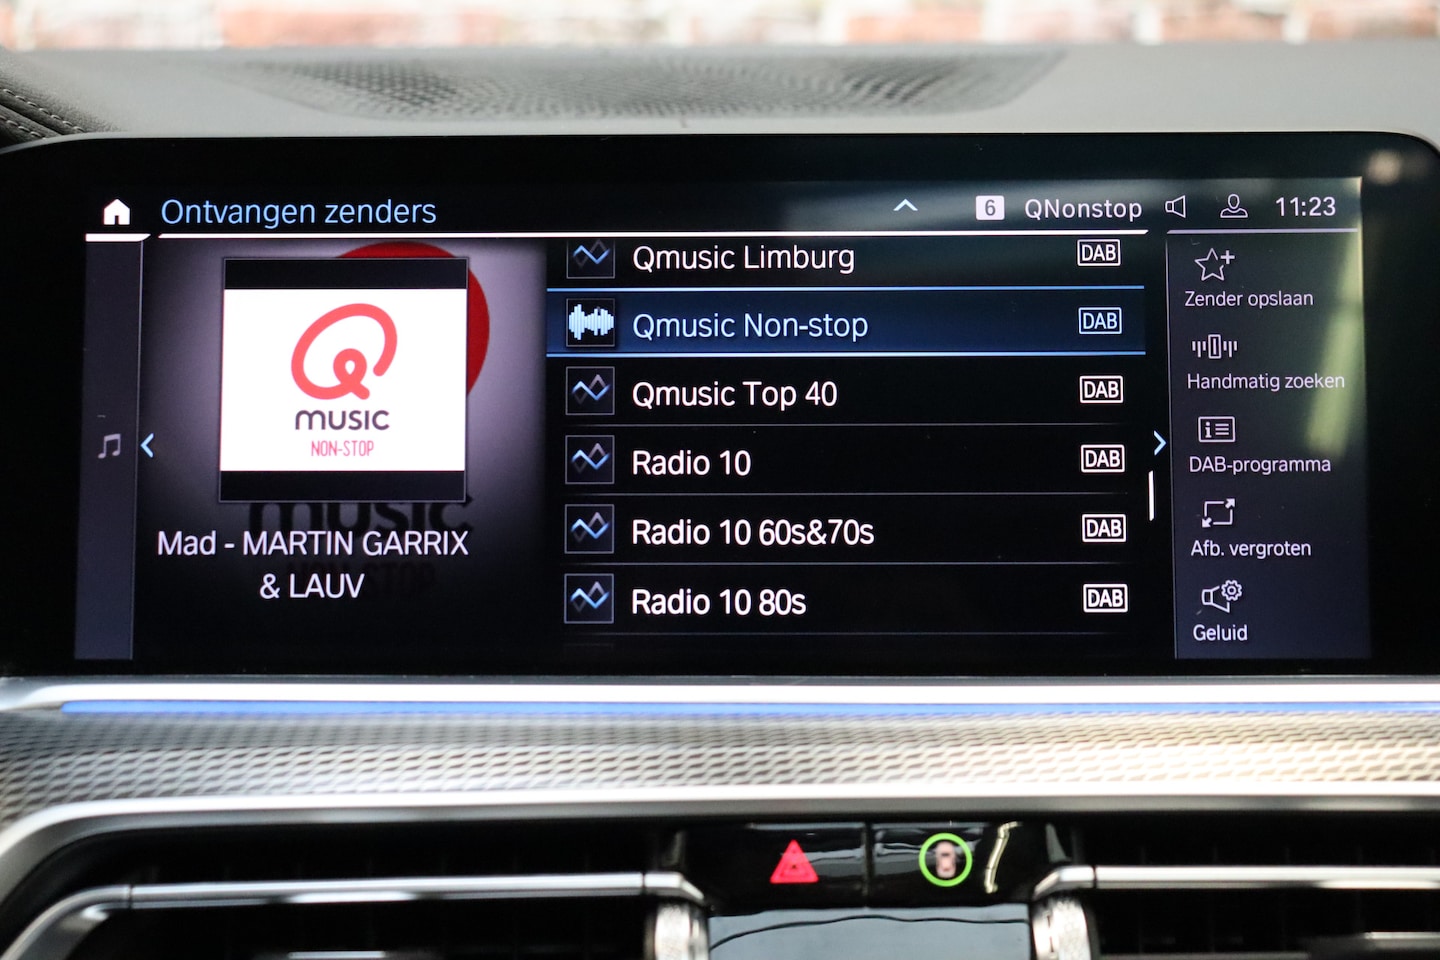 Ontvangen zenders
6 QNonstop 11:23
MUSIC
NON-STOP
Mad - MARTIN GARRIX
& LAUV
Qmusic Limburg DAB
Qmusic Non-stop DAB
Qmusic Top 40 DAB
Radio 10 DAB
Radio 10 60s&70s DAB
Radio 10 80s DAB
Zender opslaan
Handmatig zoeken
DAB-programma
Afb. vergroten
Geluid